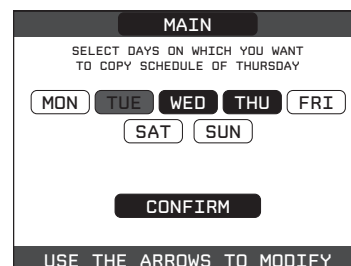 MAIN
SELECT DAYS ON WHICH YOU WANT
TO COPY SCHEDULE OF THURSDAY
MON TUE WED THU FRI
SAT SUN
CONFIRM
USE THE ARROWS TO MODIFY